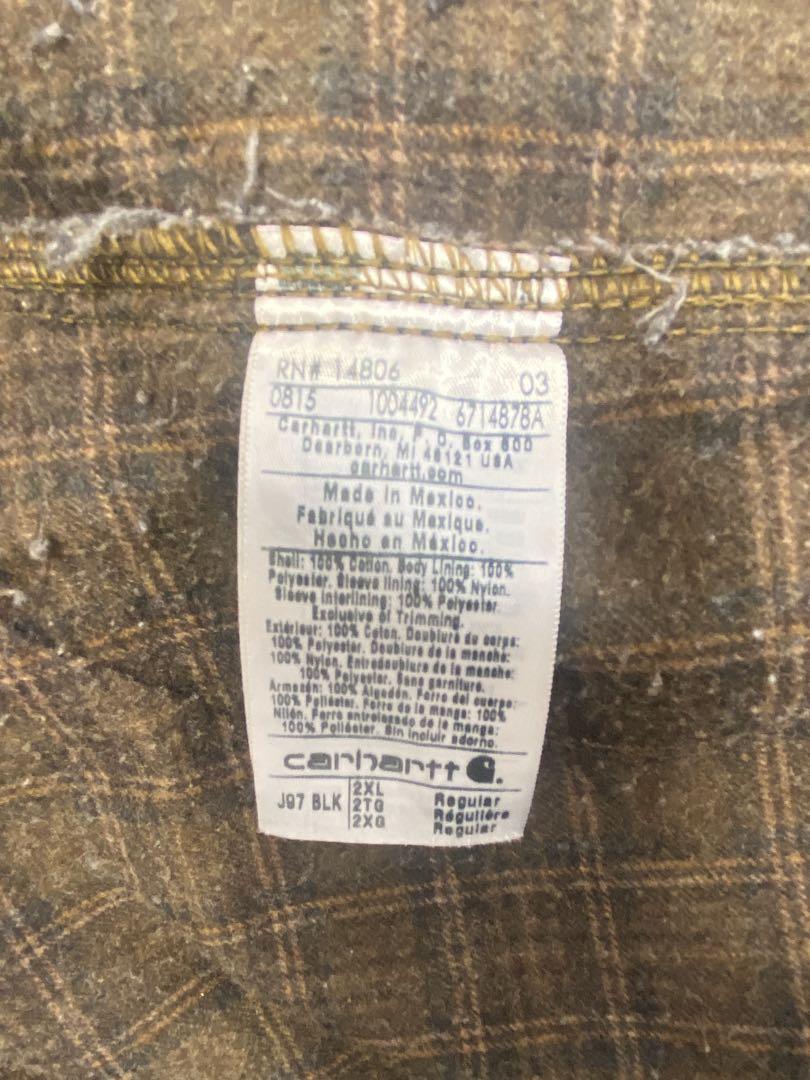 RN# 14806 03
0815 1004492 6714878A
Carhartt, Inc, P. O. Box 600
Dearborn, MI 48121 USA
carhartt.com
Made in Mexico.
Fabriqué au Mexique.
Hecho en México.
Shell: 100% Cotton. Body Lining: 100%
Polyester. Sleeve lining: 100% Nylon.
Sleeve Interlining: 100% Polyester
Exclusive of Trimming.
Extérieur: 100% Coton. Doublure du corps:
100% Polyester. Doublure de la manche:
100% Nylon. Entredoublure de la manche:
100% Polyester. Sans garniture.
Armasón: 100% Algodón. Forro del cuerpo:
100% Poliéster. Forro de la manga: 100%
Nilón. Forro entrelazado de la manga:
100% Poliéster. Sin incluir adorno.
carhartt
J97 BLK 2XL Regular
2TG Régulière
2XG Regular